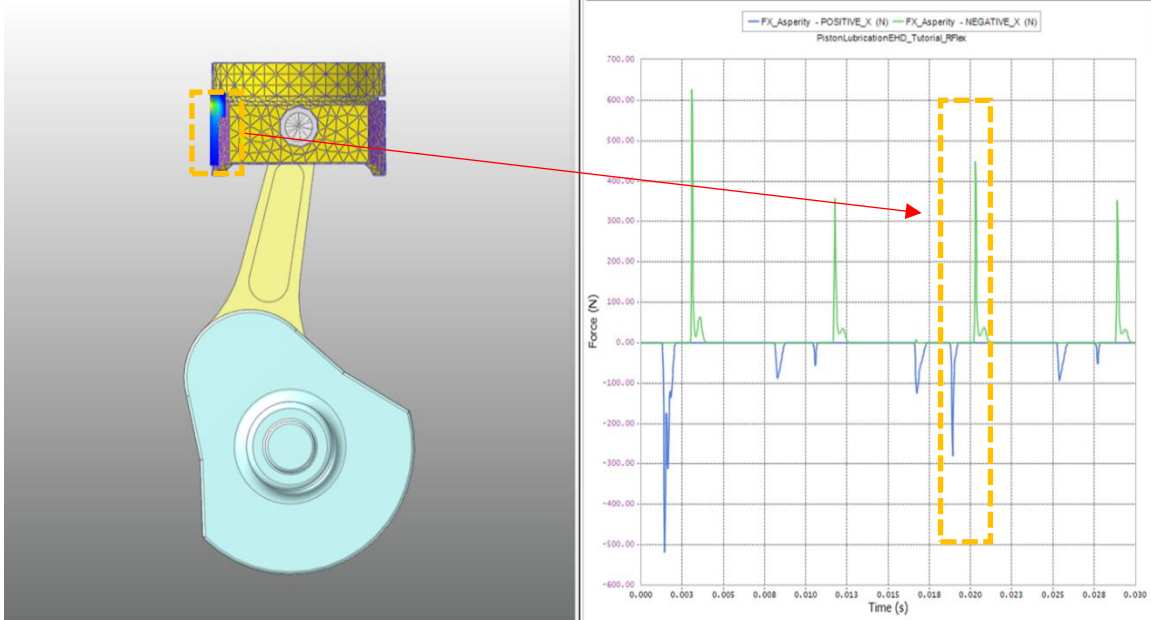 FX_Asperity - POSITIVE_X (N) FX_Asperity - NEGATIVE_X (N)
PistonLubricationEHD_Tutorial_RFlex
700.00
600.00
500.00
400.00
300.00
200.00
100.00
0.00
-100.00
-200.00
-300.00
-400.00
-500.00
-600.00
Force (N)
0.000 0.003 0.005 0.008 0.010 0.013 0.015 0.018 0.020 0.023 0.025 0.028 0.030
Time (s)